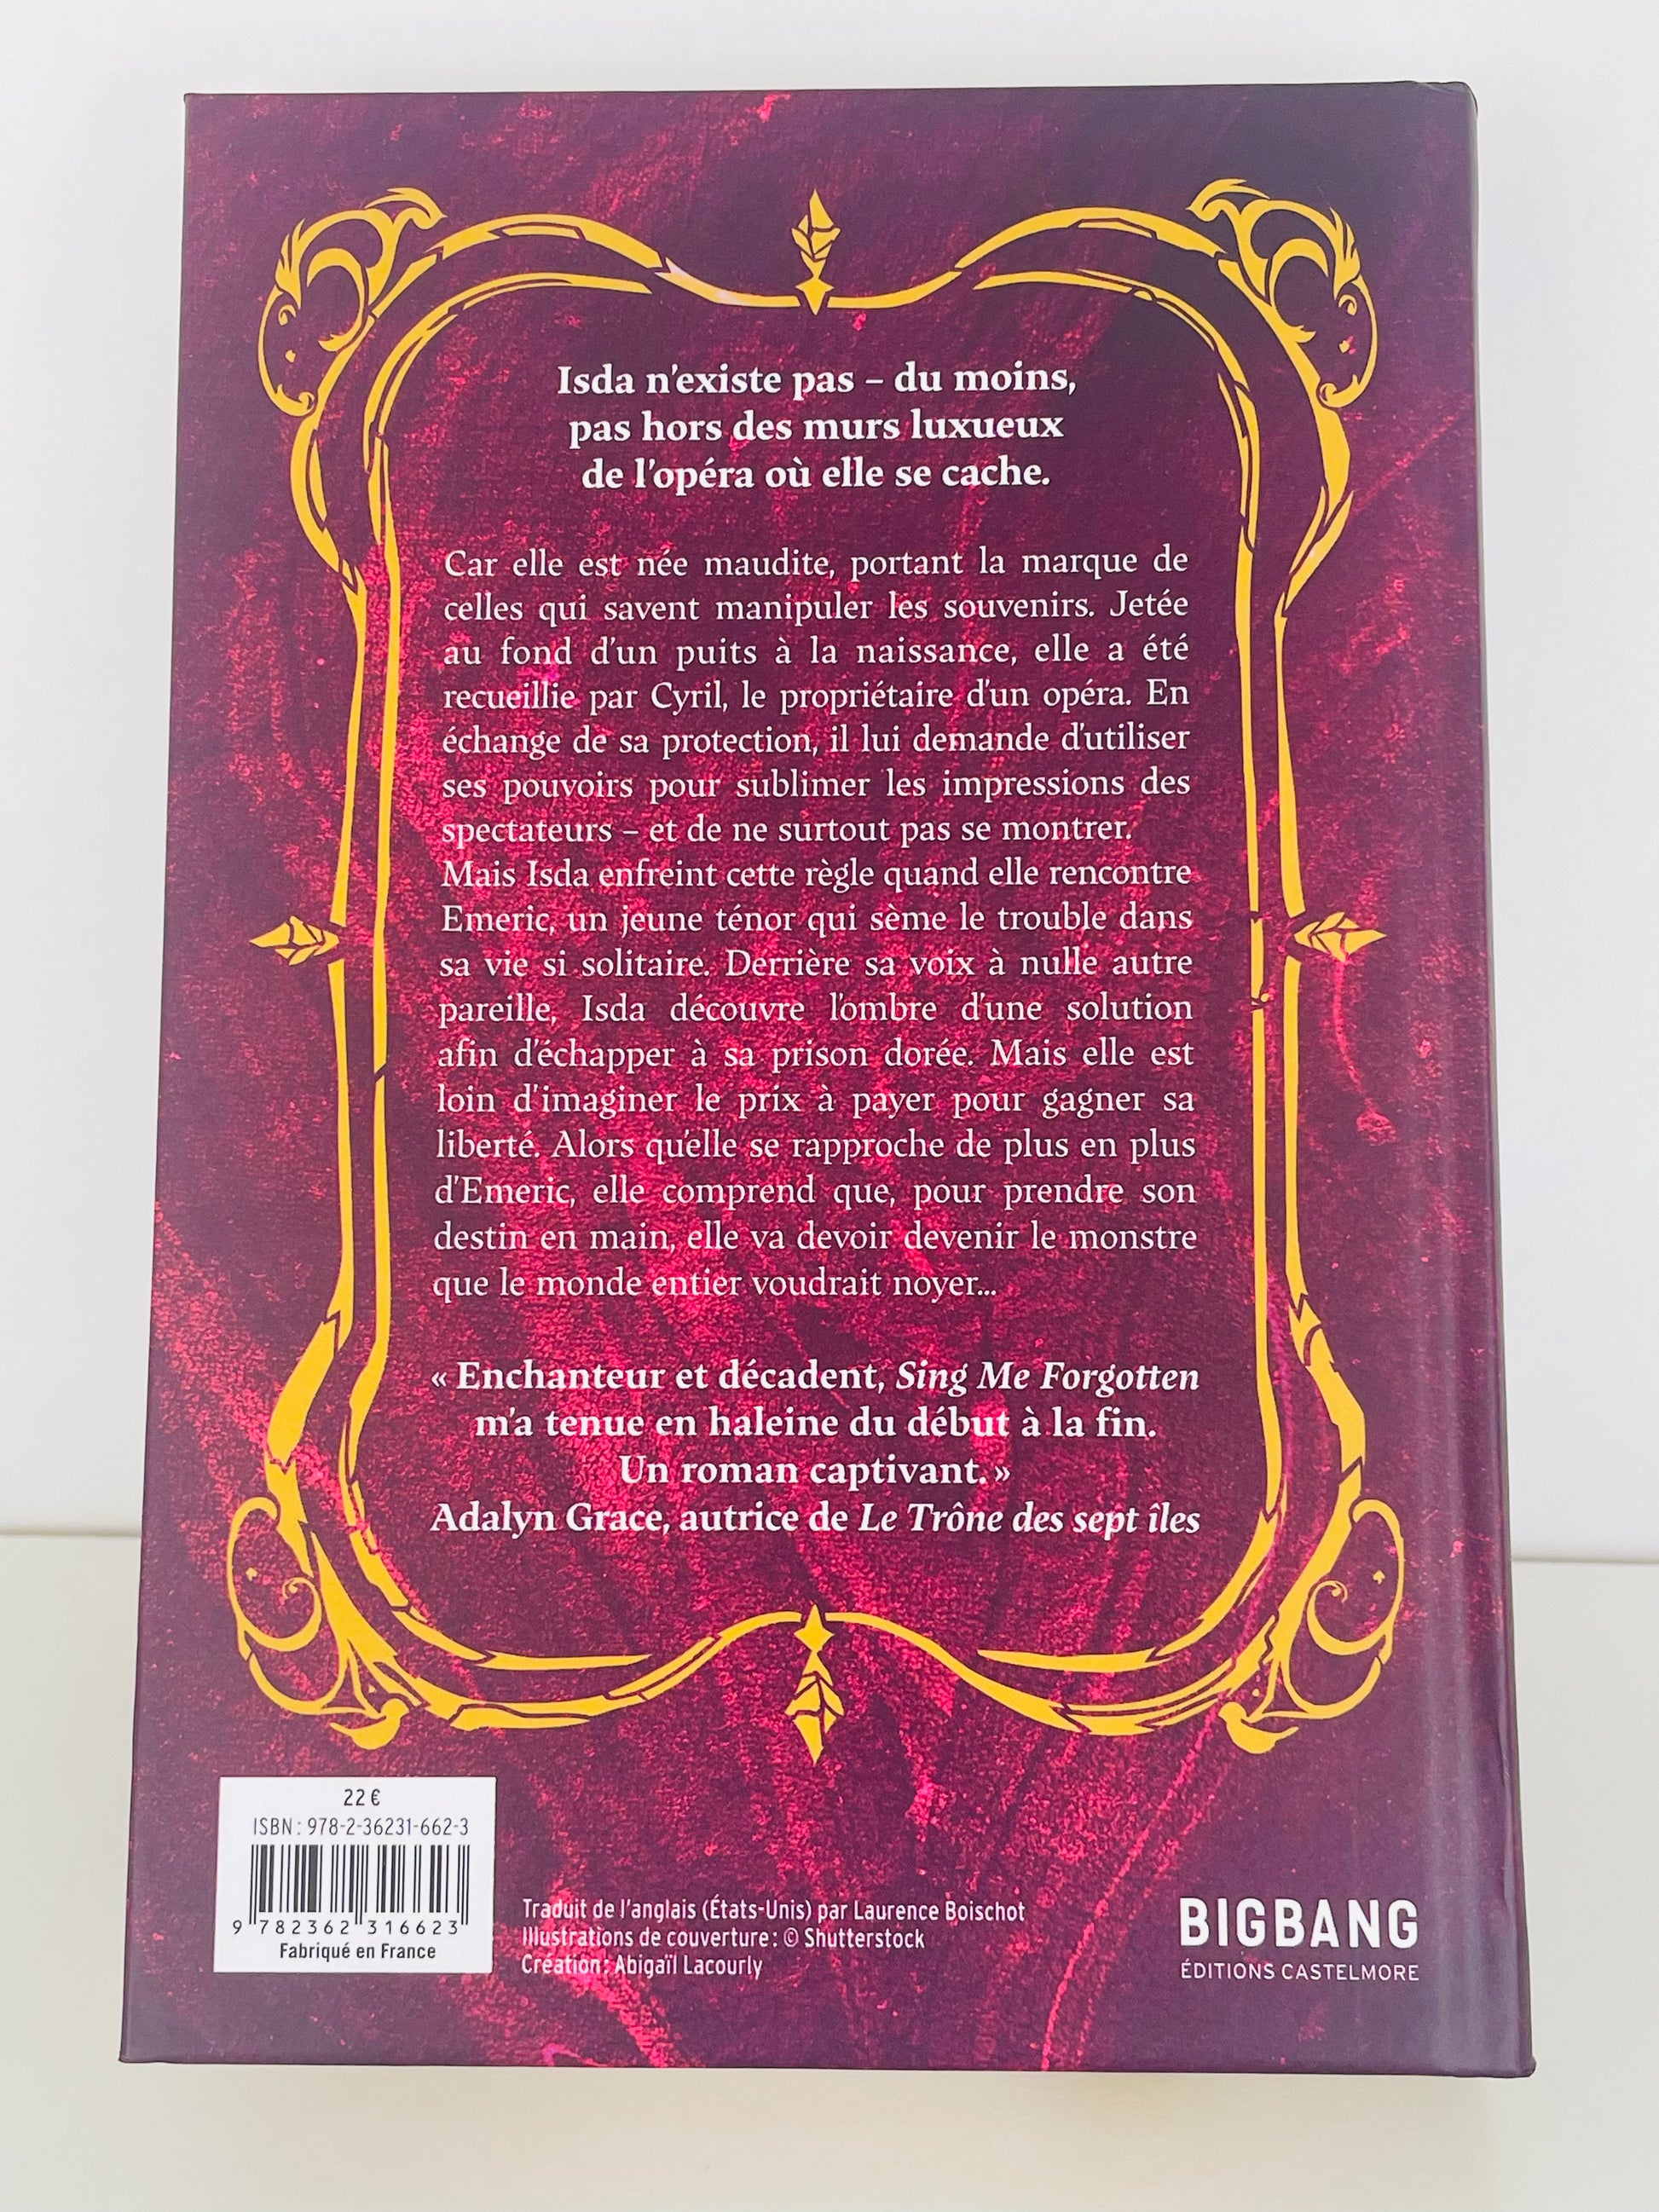 Isda n'existe pas – du moins,
pas hors des murs luxueux
de l'opéra où elle se cache.
Car elle est née maudite, portant la marque de
celles qui savent manipuler les souvenirs. Jetée
au fond d'un puits à la naissance, elle a été
recueillie par Cyril, le propriétaire d'un opéra. En
échange de sa protection, il lui demande d'utiliser
ses pouvoirs pour sublimer les impressions des
spectateurs – et de ne surtout pas se montrer.
Mais Isda enfreint cette règle quand elle rencontre
Emeric, un jeune ténor qui sème le trouble dans
sa vie si solitaire. Derrière sa voix à nulle autre
pareille, Isda découvre l'ombre d'une solution
afin d'échapper à sa prison dorée. Mais elle est
loin d'imaginer le prix à payer pour gagner sa
liberté. Alors qu'elle se rapproche de plus en plus
d'Emeric, elle comprend que, pour prendre son
destin en main, elle va devoir devenir le monstre
que le monde entier voudrait noyer...
« Enchanteur et décadent, Sing Me Forgotten
m'a tenue en haleine du début à la fin.
Un roman captivant. »
Adalyn Grace, autrice de Le Trône des sept îles
22 €
ISBN : 978-2-36231-662-3
9 782362 316623
Fabriqué en France
Traduit de l'anglais (États-Unis) par Laurence Boischot
Illustrations de couverture : © Shutterstock
Création : Abigaïl Lacourly
BIGBANG
ÉDITIONS CASTELMORE